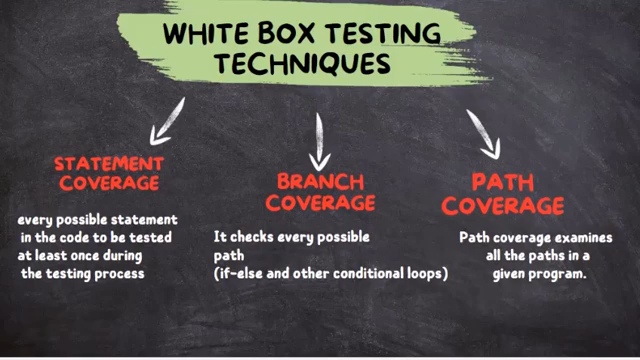 WHITE BOX TESTING
TECHNIQUES
STATEMENT
COVERAGE
every possible statement
in the code to be tested
at least once during
the testing process
BRANCH
COVERAGE
It checks every possible
path
(if-else and other conditional loops)
PATH
COVERAGE
Path coverage examines
all the paths in a
given program.